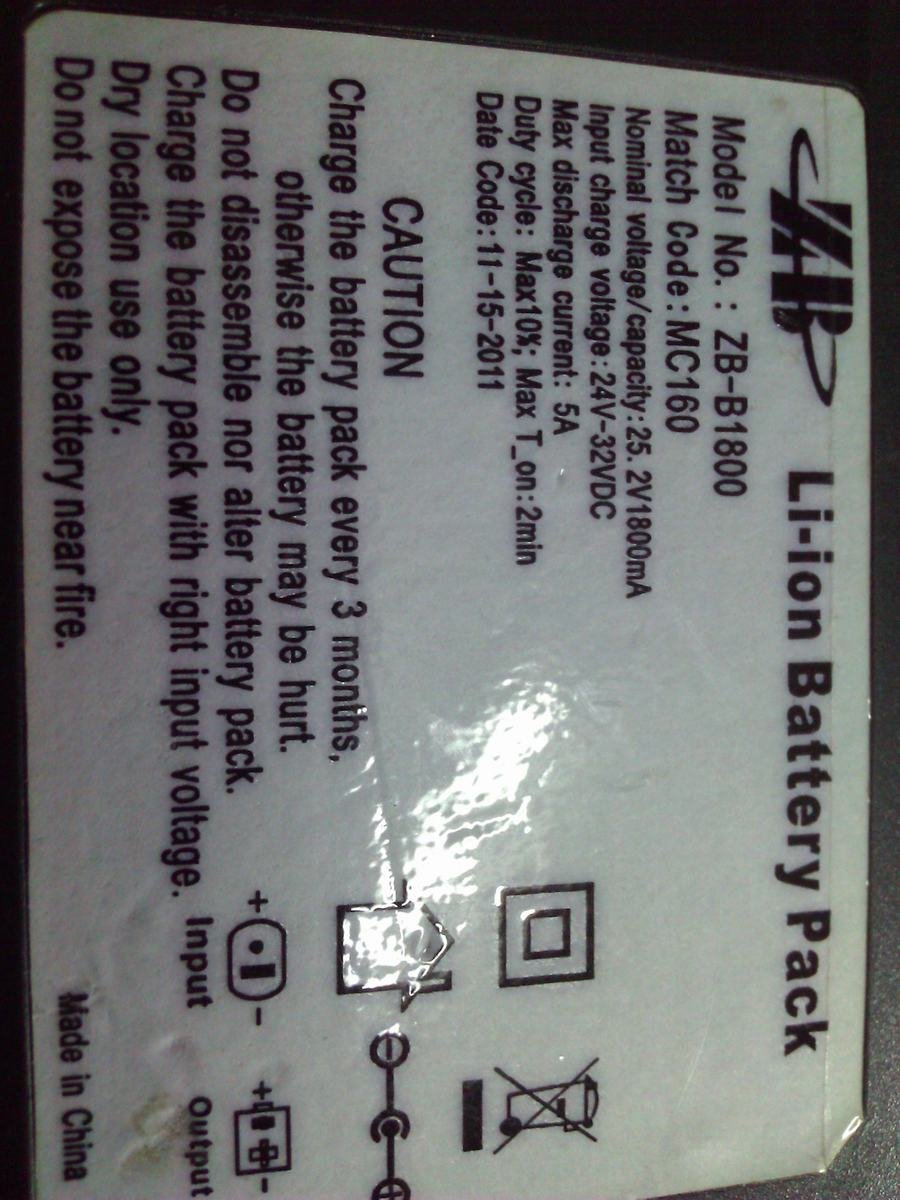 Li-ion Battery Pack
Model No.: ZB-B1800
Match Code:MC160
Nominal voltage/capacity:25.2V1800mA
Input charge voltage:24V-32VDC
Max discharge current: 5A
Duty cycle: Max10%; Max T_on:2min
Date Code:11-15-2011
CAUTION
Charge the battery pack every 3 months,
otherwise the battery may be hurt.
Do not disassemble nor alter battery pack.
Charge the battery pack with right input voltage.
Dry location use only.
Do not expose the battery near fire.
+ -
+ -
Input
Output
Made in China